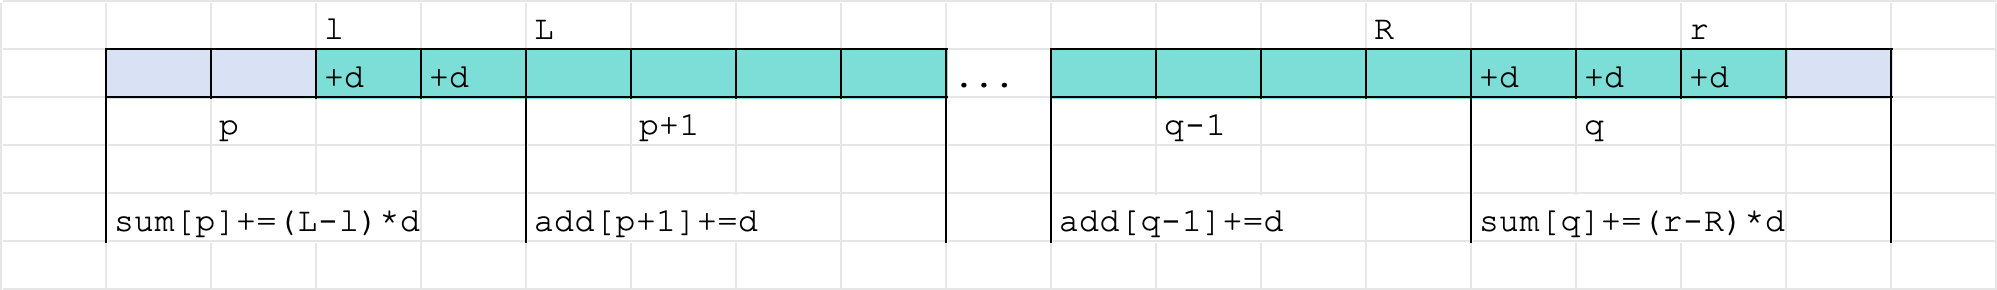 l L R r
+d +d ... +d +d +d
p p+1 q-1 q
sum[p]+=(L-l)*d add[p+1]+=d add[q-1]+=d sum[q]+=(r-R)*d